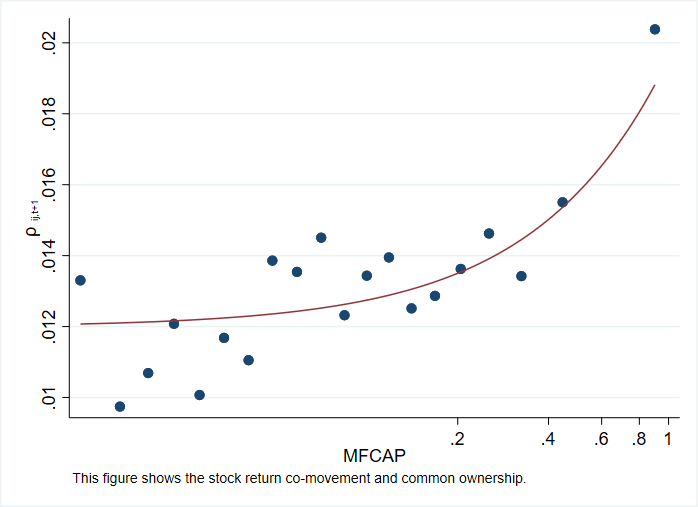 .02
.018
.016
.014
.012
.01
ρ ij,t+1
.2 .4 .6 .8 1
MFCAP
This figure shows the stock return co-movement and common ownership.